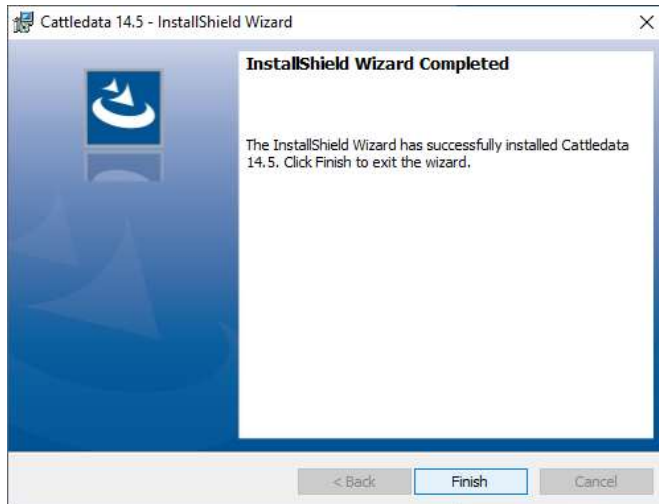 Cattledata 14.5 - InstallShield Wizard
InstallShield Wizard Completed
The InstallShield Wizard has successfully installed Cattledata
14.5. Click Finish to exit the wizard.
< Back
Finish
Cancel